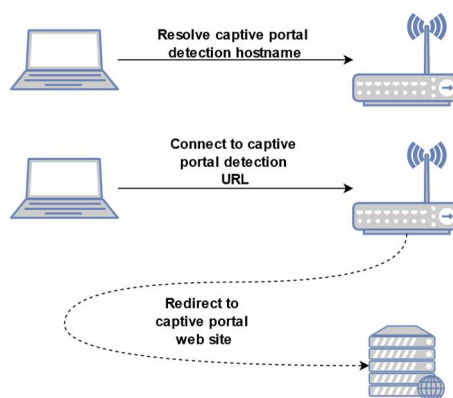 Resolve captive portal
detection hostname
Connect to captive
portal detection
URL
Redirect to
captive portal
web site